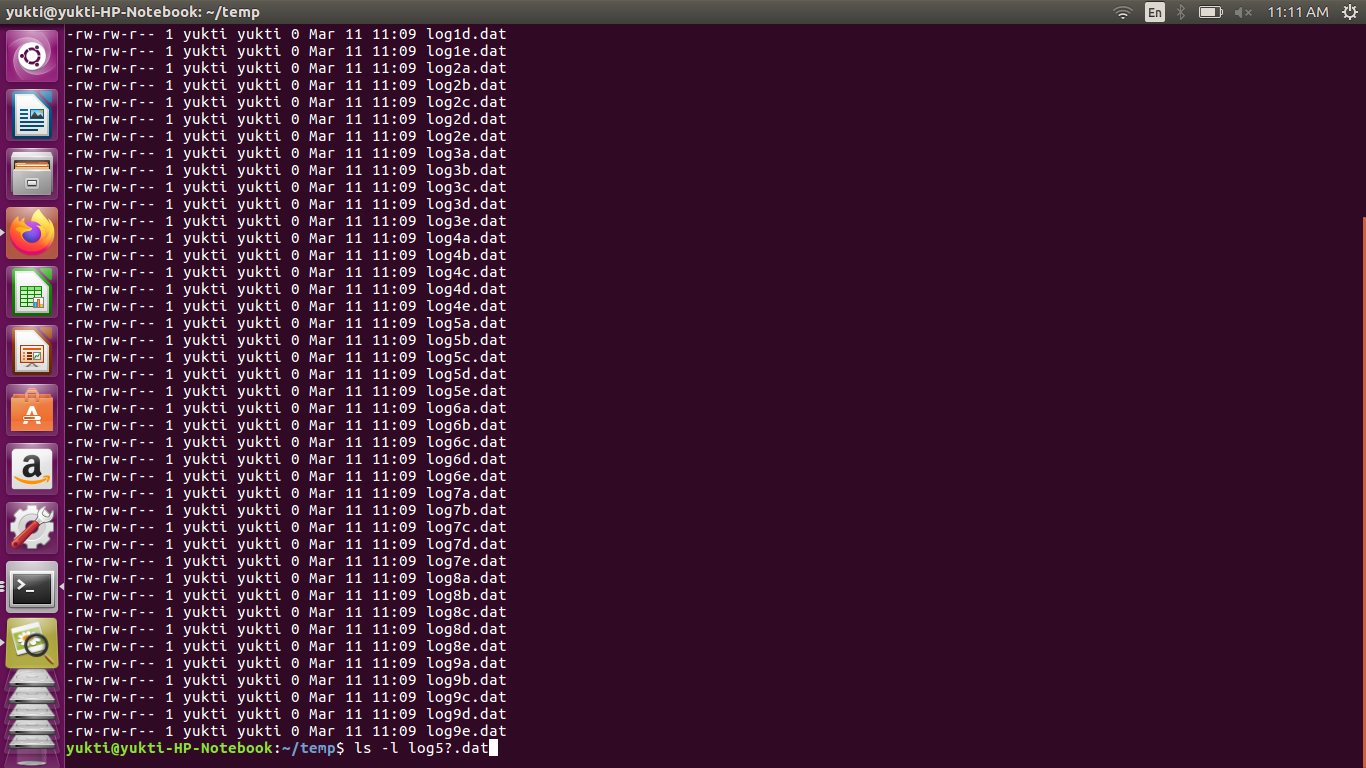 yukti@yukti-HP-Notebook: ~/temp
En
11:11 AM
-rw-rw-r-- 1 yukti yukti 0 Mar 11 11:09 log1d.dat
-rw-rw-r-- 1 yukti yukti 0 Mar 11 11:09 log1e.dat
-rw-rw-r-- 1 yukti yukti 0 Mar 11 11:09 log2a.dat
-rw-rw-r-- 1 yukti yukti 0 Mar 11 11:09 log2b.dat
-rw-rw-r-- 1 yukti yukti 0 Mar 11 11:09 log2c.dat
-rw-rw-r-- 1 yukti yukti 0 Mar 11 11:09 log2d.dat
-rw-rw-r-- 1 yukti yukti 0 Mar 11 11:09 log2e.dat
-rw-rw-r-- 1 yukti yukti 0 Mar 11 11:09 log3a.dat
-rw-rw-r-- 1 yukti yukti 0 Mar 11 11:09 log3b.dat
-rw-rw-r-- 1 yukti yukti 0 Mar 11 11:09 log3c.dat
-rw-rw-r-- 1 yukti yukti 0 Mar 11 11:09 log3d.dat
-rw-rw-r-- 1 yukti yukti 0 Mar 11 11:09 log3e.dat
-rw-rw-r-- 1 yukti yukti 0 Mar 11 11:09 log4a.dat
-rw-rw-r-- 1 yukti yukti 0 Mar 11 11:09 log4b.dat
-rw-rw-r-- 1 yukti yukti 0 Mar 11 11:09 log4c.dat
-rw-rw-r-- 1 yukti yukti 0 Mar 11 11:09 log4d.dat
-rw-rw-r-- 1 yukti yukti 0 Mar 11 11:09 log4e.dat
-rw-rw-r-- 1 yukti yukti 0 Mar 11 11:09 log5a.dat
-rw-rw-r-- 1 yukti yukti 0 Mar 11 11:09 log5b.dat
-rw-rw-r-- 1 yukti yukti 0 Mar 11 11:09 log5c.dat
-rw-rw-r-- 1 yukti yukti 0 Mar 11 11:09 log5d.dat
-rw-rw-r-- 1 yukti yukti 0 Mar 11 11:09 log5e.dat
-rw-rw-r-- 1 yukti yukti 0 Mar 11 11:09 log6a.dat
-rw-rw-r-- 1 yukti yukti 0 Mar 11 11:09 log6b.dat
-rw-rw-r-- 1 yukti yukti 0 Mar 11 11:09 log6c.dat
-rw-rw-r-- 1 yukti yukti 0 Mar 11 11:09 log6d.dat
-rw-rw-r-- 1 yukti yukti 0 Mar 11 11:09 log6e.dat
-rw-rw-r-- 1 yukti yukti 0 Mar 11 11:09 log7a.dat
-rw-rw-r-- 1 yukti yukti 0 Mar 11 11:09 log7b.dat
-rw-rw-r-- 1 yukti yukti 0 Mar 11 11:09 log7c.dat
-rw-rw-r-- 1 yukti yukti 0 Mar 11 11:09 log7d.dat
-rw-rw-r-- 1 yukti yukti 0 Mar 11 11:09 log7e.dat
-rw-rw-r-- 1 yukti yukti 0 Mar 11 11:09 log8a.dat
-rw-rw-r-- 1 yukti yukti 0 Mar 11 11:09 log8b.dat
-rw-rw-r-- 1 yukti yukti 0 Mar 11 11:09 log8c.dat
-rw-rw-r-- 1 yukti yukti 0 Mar 11 11:09 log8d.dat
-rw-rw-r-- 1 yukti yukti 0 Mar 11 11:09 log8e.dat
-rw-rw-r-- 1 yukti yukti 0 Mar 11 11:09 log9a.dat
-rw-rw-r-- 1 yukti yukti 0 Mar 11 11:09 log9b.dat
-rw-rw-r-- 1 yukti yukti 0 Mar 11 11:09 log9c.dat
-rw-rw-r-- 1 yukti yukti 0 Mar 11 11:09 log9d.dat
-rw-rw-r-- 1 yukti yukti 0 Mar 11 11:09 log9e.dat
yukti@yukti-HP-Notebook:~/temp$ ls -l log5?.dat